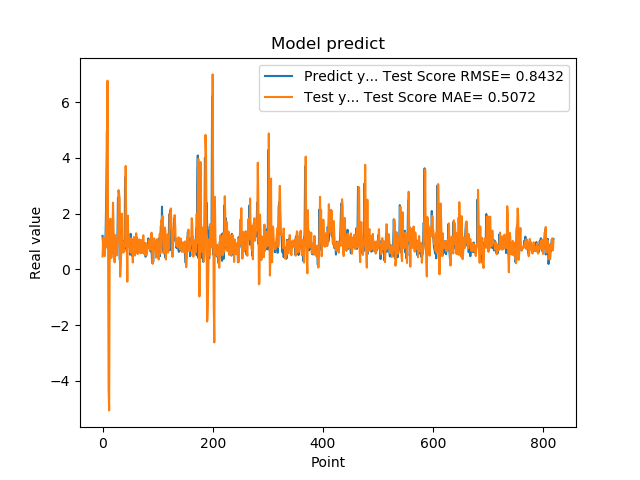 Model predict
Predict y... Test Score RMSE= 0.8432
Test y... Test Score MAE= 0.5072
Real value
6
4
2
0
−2
−4
0 200 400 600 800
Point